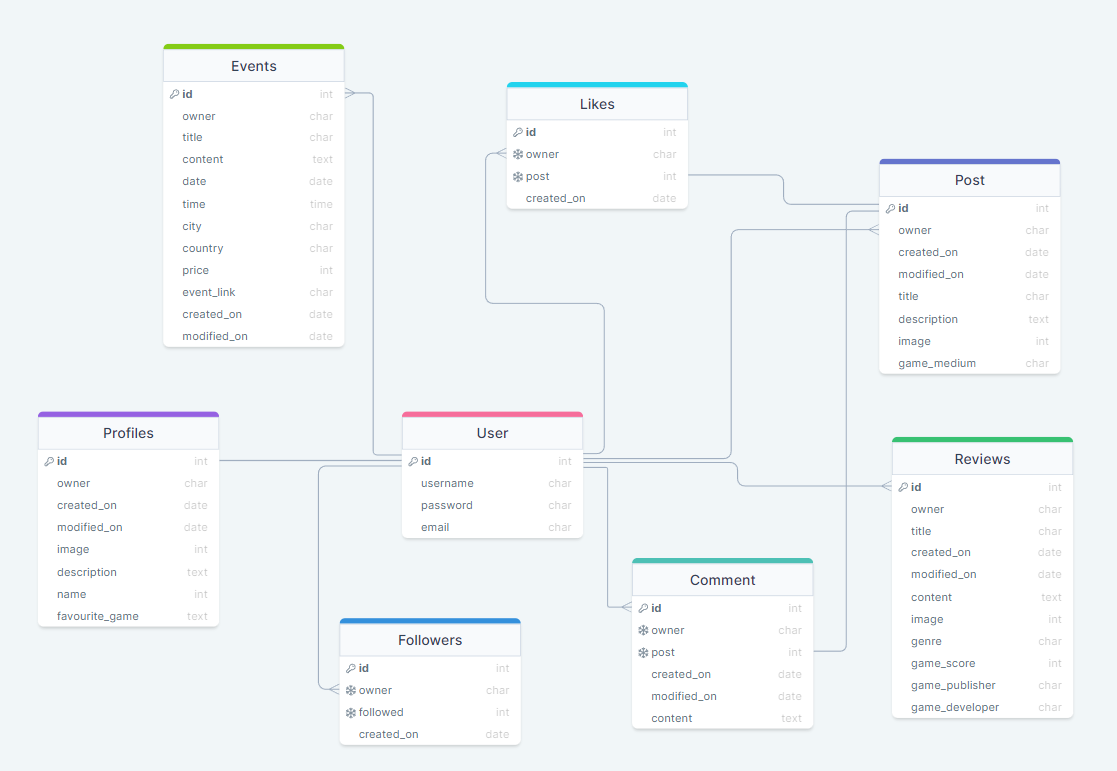 Events
id int
owner char
title char
content text
date date
time time
city char
country char
price int
event_link char
created_on date
modified_on date
Likes
id int
owner char
post int
created_on date
Post
id int
owner char
created_on date
modified_on date
title char
description text
image int
game_medium char
Profiles
id int
owner char
created_on date
modified_on date
image int
description text
name int
favourite_game text
User
id int
username char
password char
email char
Reviews
id int
owner char
title char
created_on date
modified_on date
content text
image int
genre char
game_score int
game_publisher char
game_developer char
Comment
id int
owner char
post int
created_on date
modified_on date
content text
Followers
id int
owner char
followed int
created_on date